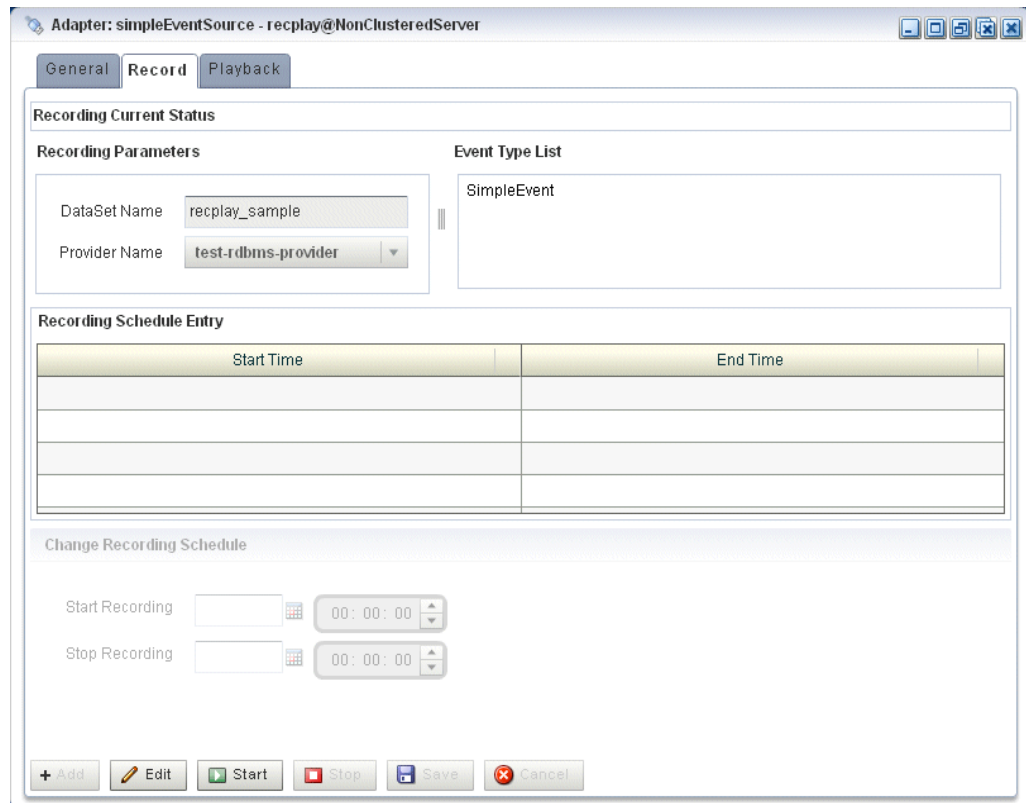 Adapter: simpleEventSource - recplay@NonClusteredServer
General Record Playback
Recording Current Status
Recording Parameters
Event Type List
DataSet Name recplay_sample
Provider Name test-rdbms-provider
SimpleEvent
Recording Schedule Entry
Start Time End Time
Change Recording Schedule
Start Recording 00: 00: 00
Stop Recording 00: 00: 00
+ Add Edit Start Stop Save Cancel